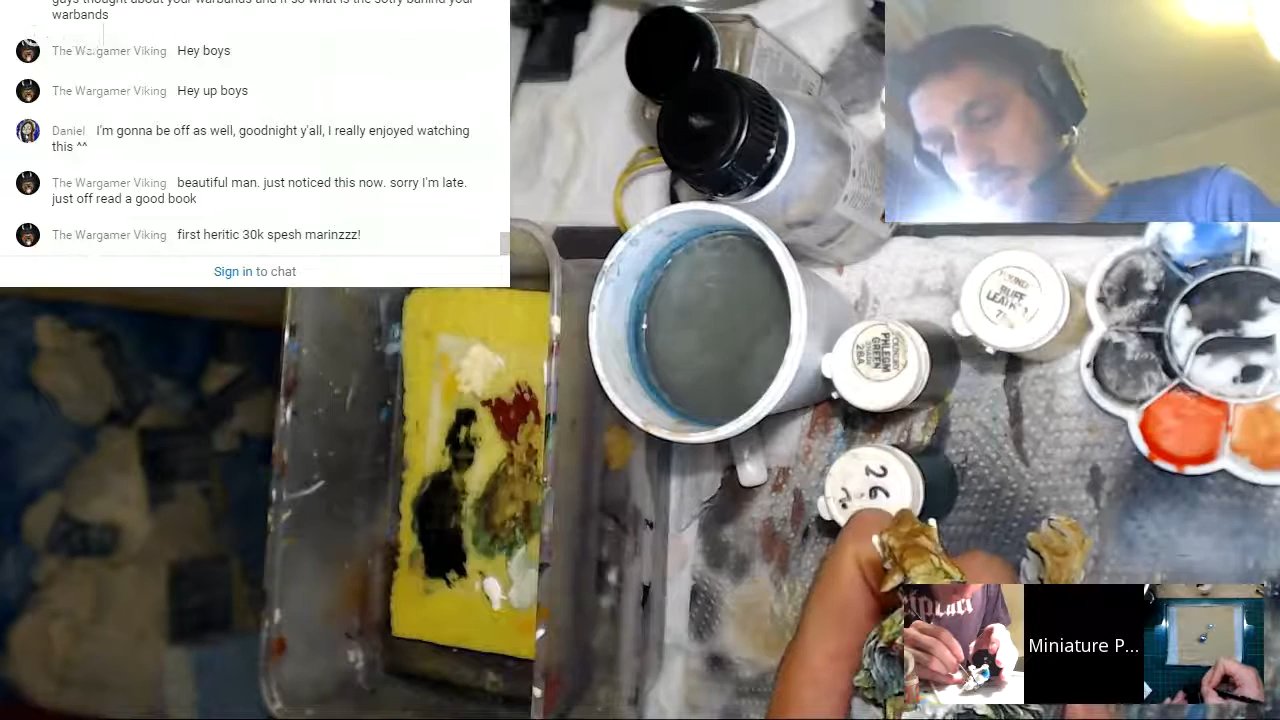 guys thought about your warbands and if so what is the sotry behind your
warbands
The Wargamer Viking Hey boys
The Wargamer Viking Hey up boys
Daniel I'm gonna be off as well, goodnight y'all, I really enjoyed watching
this ^^
The Wargamer Viking beautiful man. just noticed this now. sorry I'm late.
just off read a good book
The Wargamer Viking first heritic 30k spesh marinzzz!
Sign in to chat
BUFF
LEATHER
PHLEGM
GREEN
28A
26
Miniature P...